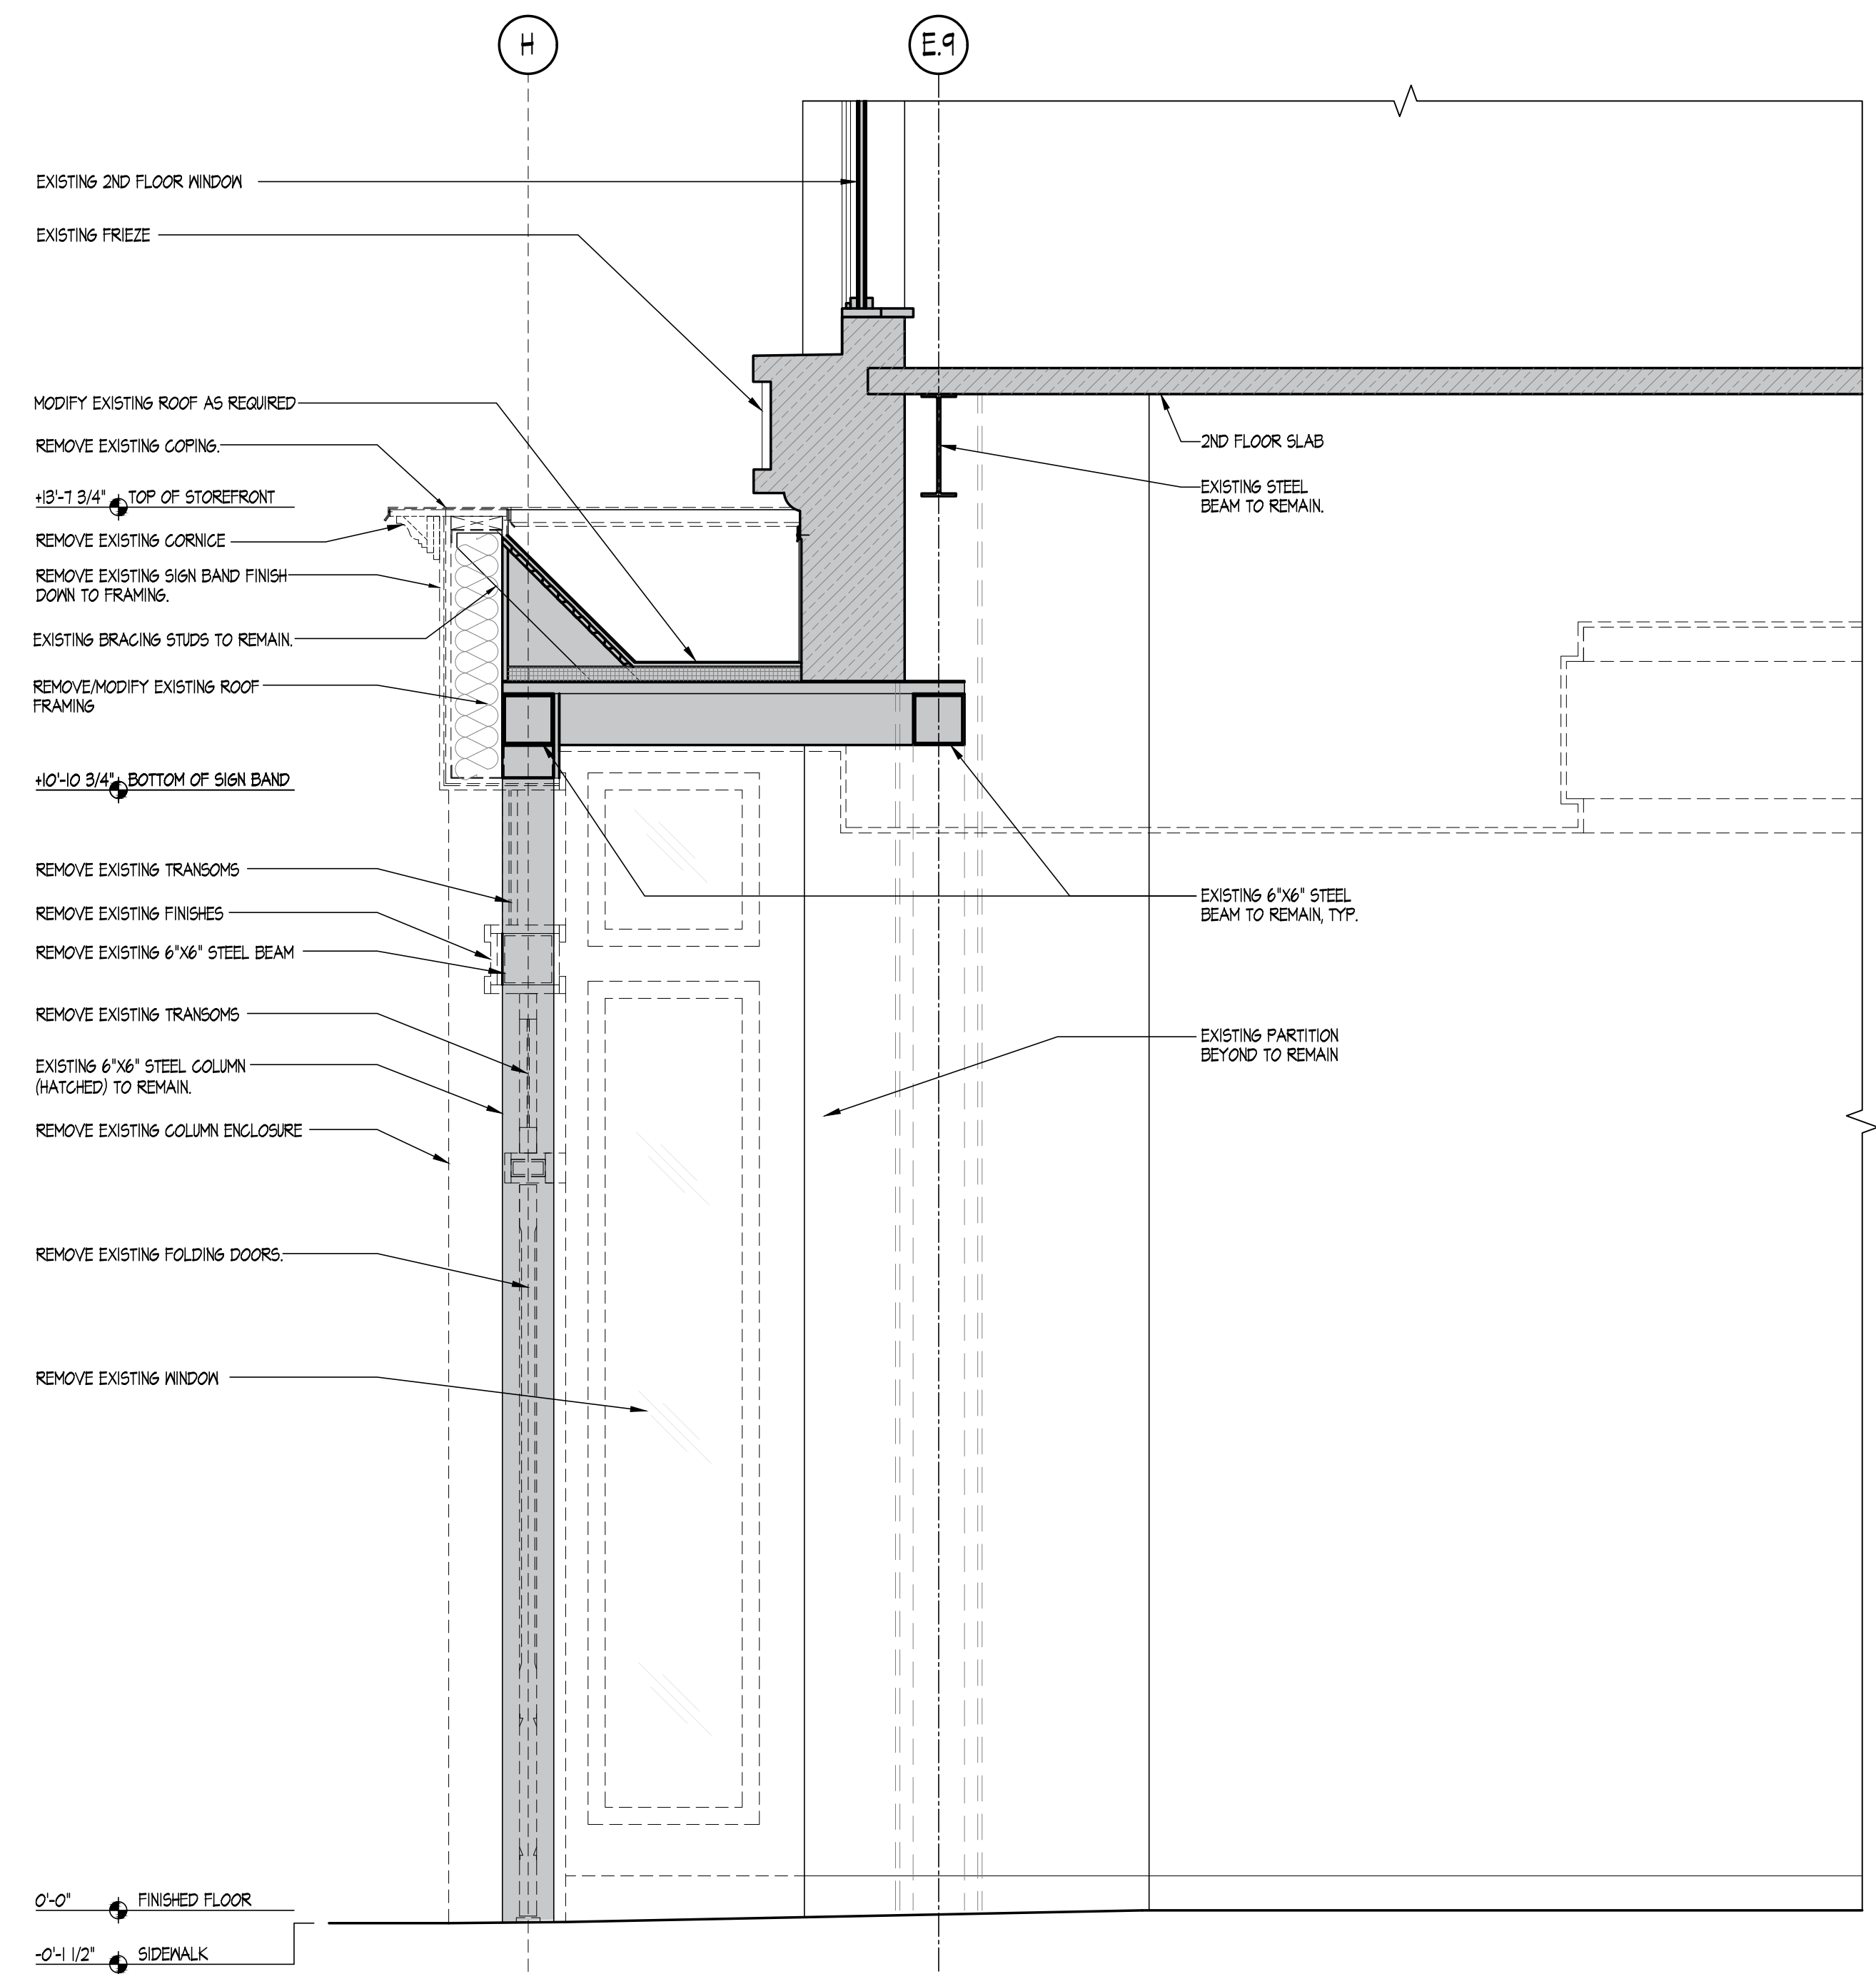 H
E.9
EXISTING 2ND FLOOR WINDOW
EXISTING FRIEZE
MODIFY EXISTING ROOF AS REQUIRED
REMOVE EXISTING COPING.
+13'-7 3/4" TOP OF STOREFRONT
REMOVE EXISTING CORNICE
REMOVE EXISTING SIGN BAND FINISH
DOWN TO FRAMING.
EXISTING BRACING STUDS TO REMAIN.
REMOVE/MODIFY EXISTING ROOF
FRAMING
+10'-10 3/4" BOTTOM OF SIGN BAND
REMOVE EXISTING TRANSOMS
REMOVE EXISTING FINISHES
REMOVE EXISTING 6"X6" STEEL BEAM
REMOVE EXISTING TRANSOMS
EXISTING 6"X6" STEEL COLUMN
(HATCHED) TO REMAIN.
REMOVE EXISTING COLUMN ENCLOSURE
REMOVE EXISTING FOLDING DOORS.
REMOVE EXISTING WINDOW
0'-0" FINISHED FLOOR
-0'-1 1/2" SIDEWALK
2ND FLOOR SLAB
EXISTING STEEL
BEAM TO REMAIN.
EXISTING 6"X6" STEEL
BEAM TO REMAIN, TYP.
EXISTING PARTITION
BEYOND TO REMAIN